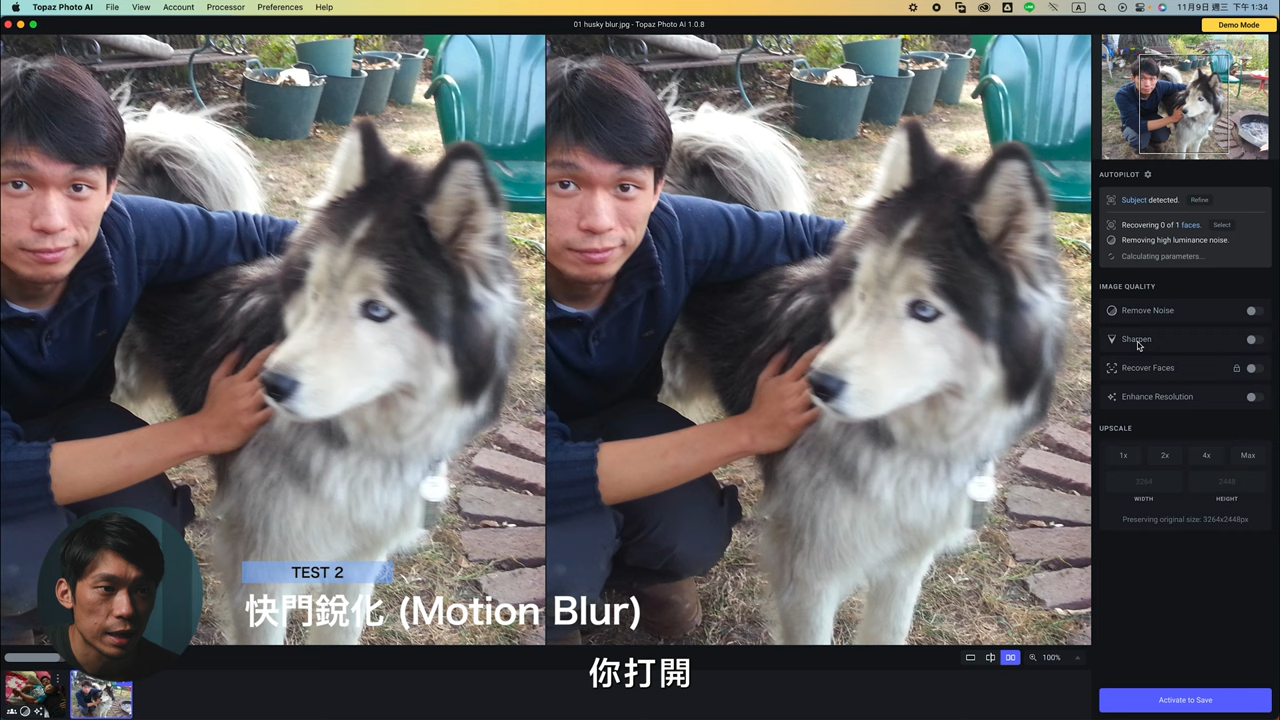 Topaz Photo AI File View Account Processor Preferences Help A 11月9日 週三 下午 1:34
01 husky blur.jpg - Topaz Photo AI 1.0.8
Demo Mode
AUTOPILOT
Subject detected. Refine
Recovering 0 of 1 faces. Select
Removing high luminance noise.
Calculating parameters...
IMAGE QUALITY
Remove Noise
Sharpen
Recover Faces
Enhance Resolution
UPSCALE
1x 2x 4x Max
3264 2448
WIDTH HEIGHT
Preserving original size: 3264x2448px
TEST 2
快門銳化 (Motion Blur)
100%
你打開
Activate to Save